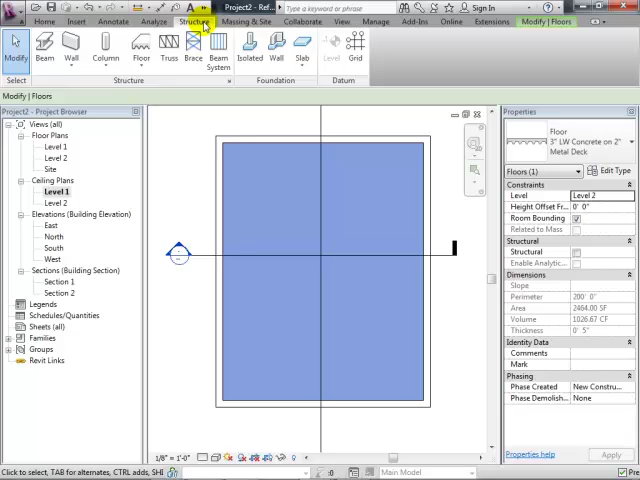 Project2 - Ref...
Type a keyword or phrase
Sign In
Home Insert Annotate Analyze Structure Massing & Site Collaborate View Manage Add-Ins Online Extensions Modify | Floors
Modify Beam Wall Column Floor Truss Brace Beam System Isolated Wall Slab Level Grid
Select Structure Foundation Datum
Modify | Floors
Project2 - Project Browser
Views (all)
Floor Plans
Level 1
Level 2
Site
Ceiling Plans
Level 1
Level 2
Elevations (Building Elevation)
East
North
South
West
Sections (Building Section)
Section 1
Section 2
Legends
Schedules/Quantities
Sheets (all)
Families
Groups
Revit Links
1/8" = 1'-0"
Properties
Floor
3" LW Concrete on 2"
Metal Deck
Floors (1) Edit Type
Constraints
Level Level 2
Height Offset Fr... 0' 0"
Room Bounding
Related to Mass
Structural
Structural
Enable Analytic...
Dimensions
Slope
Perimeter 200' 0"
Area 2464.00 SF
Volume 1026.67 CF
Thickness 0' 5"
Identity Data
Comments
Mark
Phasing
Phase Created New Constru...
Phase Demolish... None
Properties help Apply
Click to select, TAB for alternates, CTRL adds, SHI :0 Main Model Pre